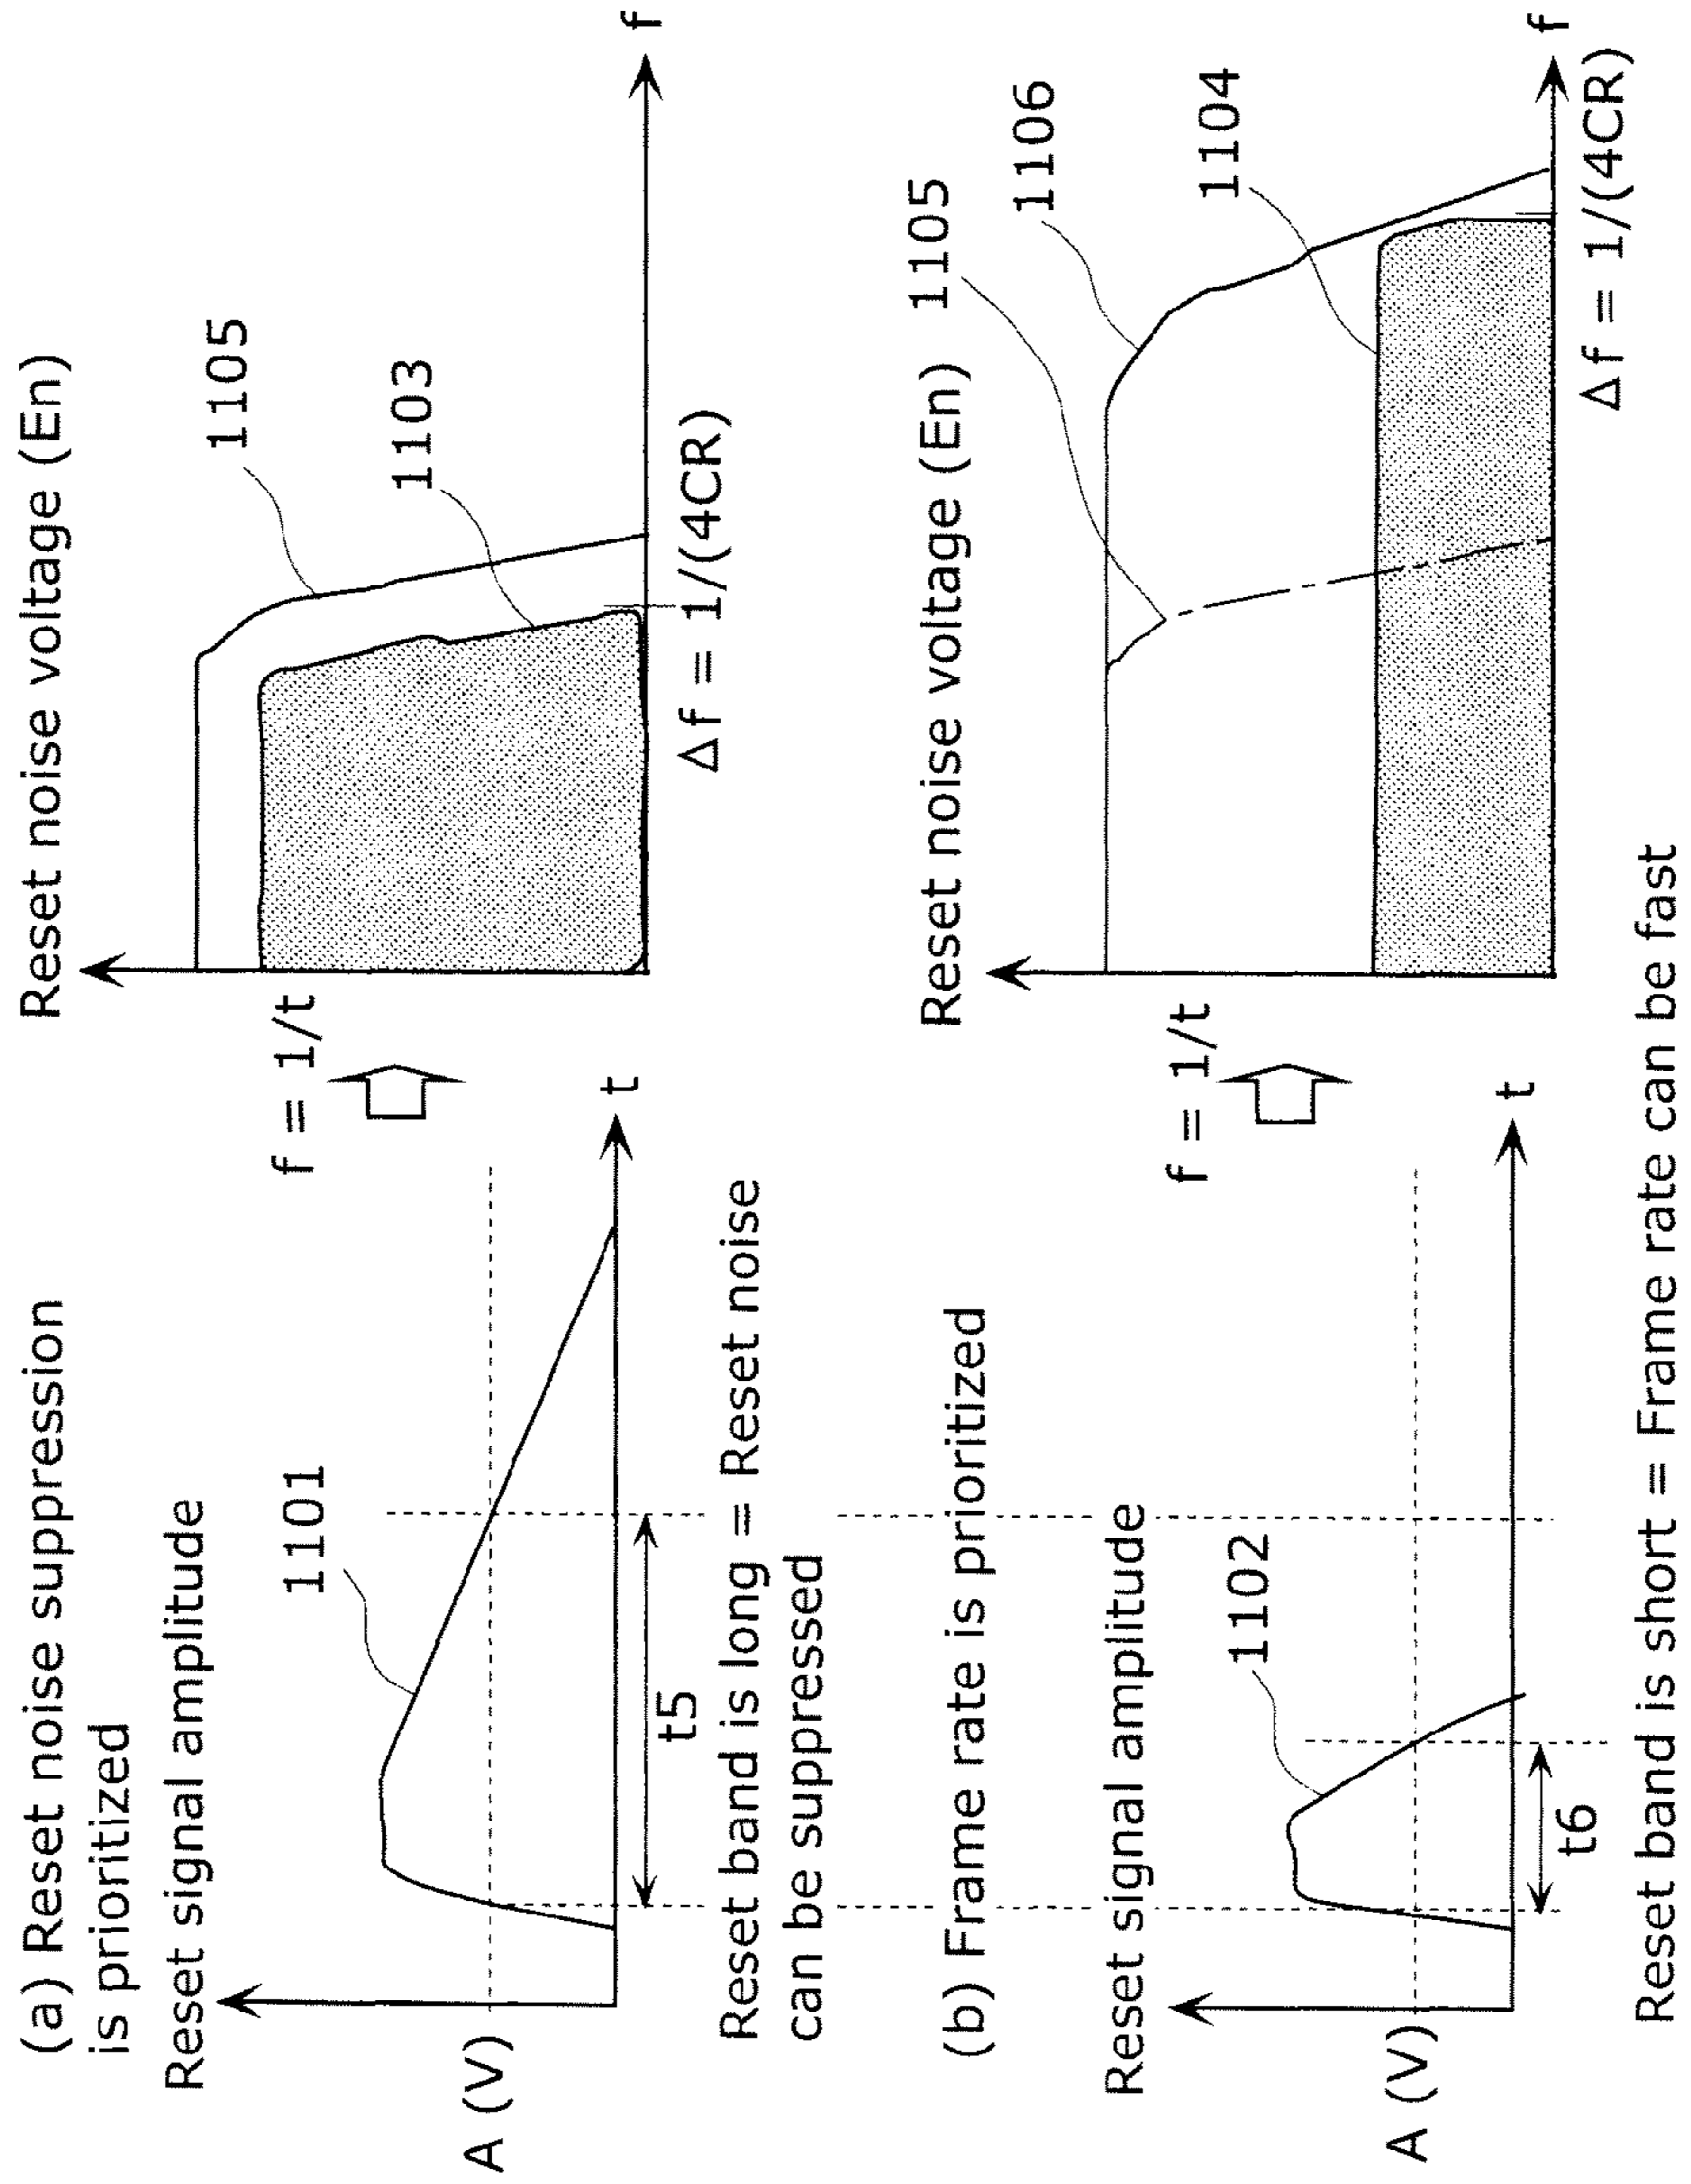 (a) Reset noise suppression
is prioritized
Reset signal amplitude
A (V)
1101
t
t5
Reset band is long = Reset noise
can be suppressed
f = 1/t
Reset noise voltage (En)
1105
1103
f
Δf = 1/(4CR)
(b) Frame rate is prioritized
Reset signal amplitude
A (V)
1102
t
t6
Reset band is short = Frame rate can be fast
f = 1/t
Reset noise voltage (En)
1105
1106
1104
f
Δf = 1/(4CR)